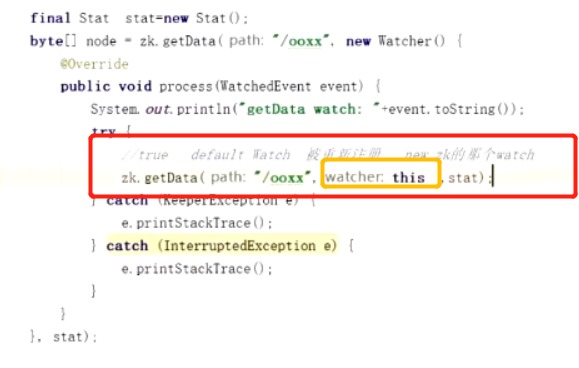 final Stat stat=new Stat();
byte[] node = zk.getData( path: "/ooxx", new Watcher() {
@Override
public void process(WatchedEvent event) {
System.out.println("getData watch: "+event.toString());
try {
//true default Watch 被重新注册 new zk的那个watch
zk.getData( path: "/ooxx", watcher: this ,stat);
} catch (KeeperException e) {
e.printStackTrace();
} catch (InterruptedException e) {
e.printStackTrace();
}
}
}, stat);